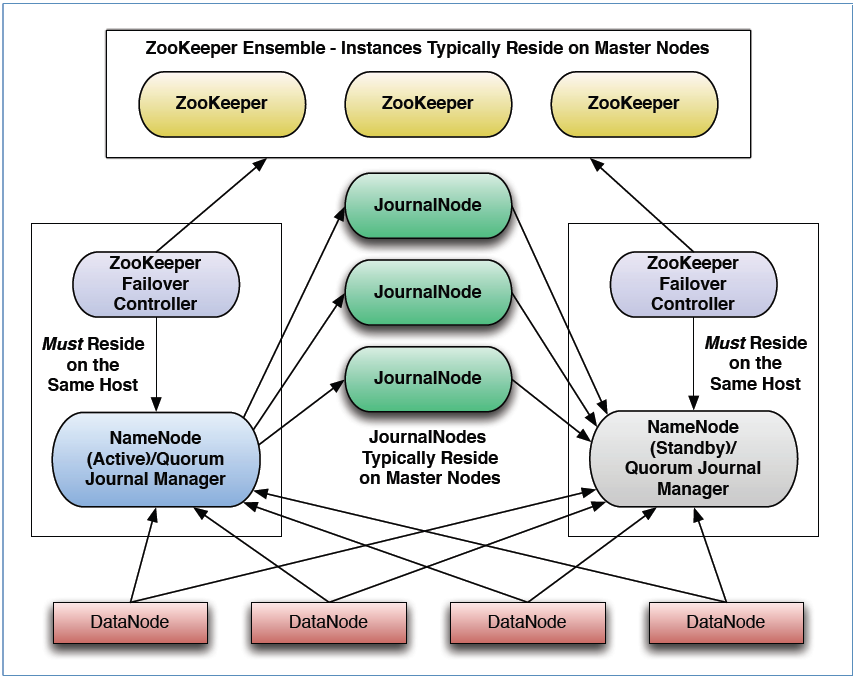 ZooKeeper Ensemble - Instances Typically Reside on Master Nodes
ZooKeeper
ZooKeeper
ZooKeeper
JournalNode
JournalNode
JournalNode
JournalNodes
Typically Reside
on Master Nodes
ZooKeeper
Failover
Controller
Must Reside
on the
Same Host
NameNode
(Active)/Quorum
Journal Manager
ZooKeeper
Failover
Controller
Must Reside
on the
Same Host
NameNode
(Standby)/
Quorum Journal
Manager
DataNode
DataNode
DataNode
DataNode